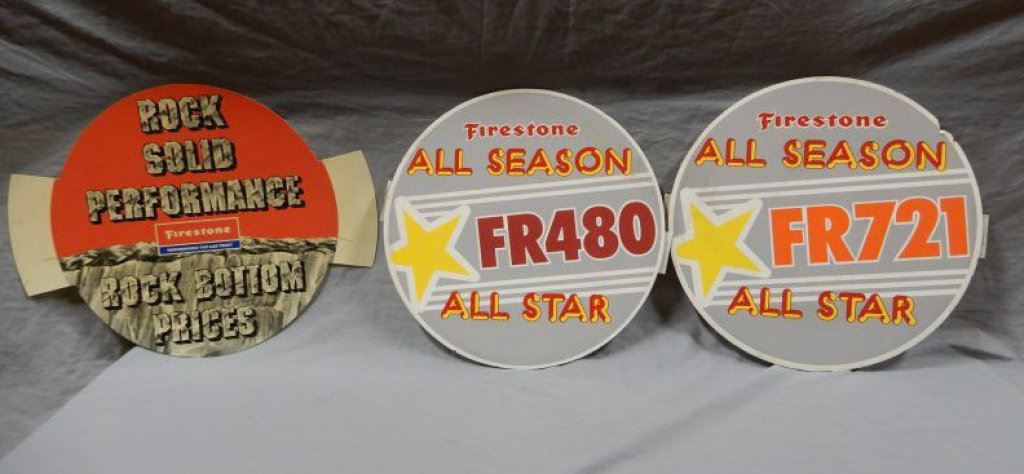 ROCK
SOLID
PERFORMANCE
Firestone
ROCK BOTTOM
PRICES
Firestone
ALL SEASON
FR480
ALL STAR
Firestone
ALL SEASON
FR721
ALL STAR